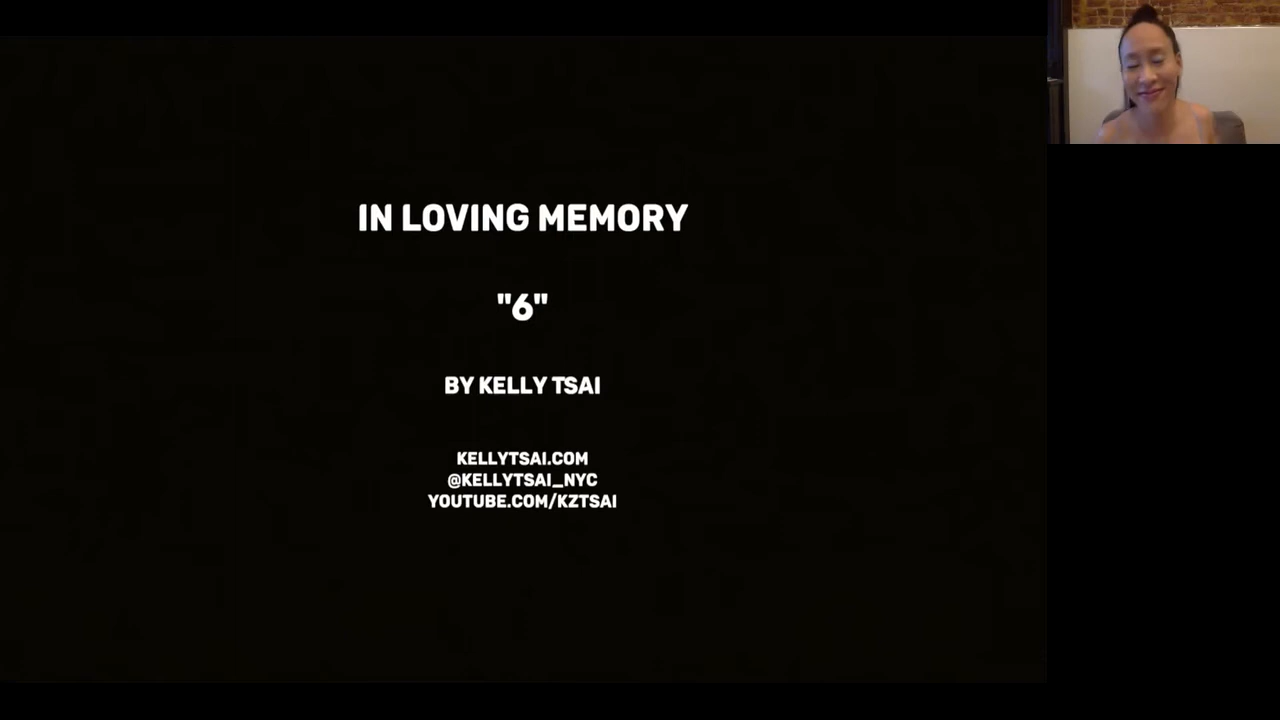 IN LOVING MEMORY
"6"
BY KELLY TSAI
KELLYTSAI.COM
@KELLYTSAI_NYC
YOUTUBE.COM/KZTSAI